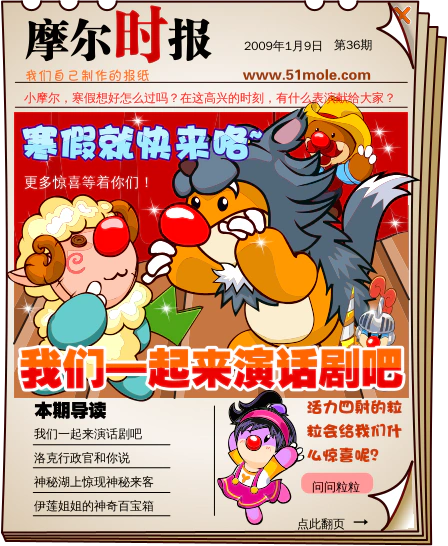 摩尔时报
2009年1月9日 第36期
我们自己制作的报纸
www.51mole.com
小摩尔，寒假想好怎么过吗？在这高兴的时刻，有什么表演献给大家？
寒假就快来咯~
更多惊喜等着你们！
我们一起来演话剧吧
本期导读
我们一起来演话剧吧
洛克行政官和你说
神秘湖上惊现神秘来客
伊莲姐姐的神奇百宝箱
活力四射的粒
粒会给我们什
么惊喜呢?
问问粒粒
点此翻页 →